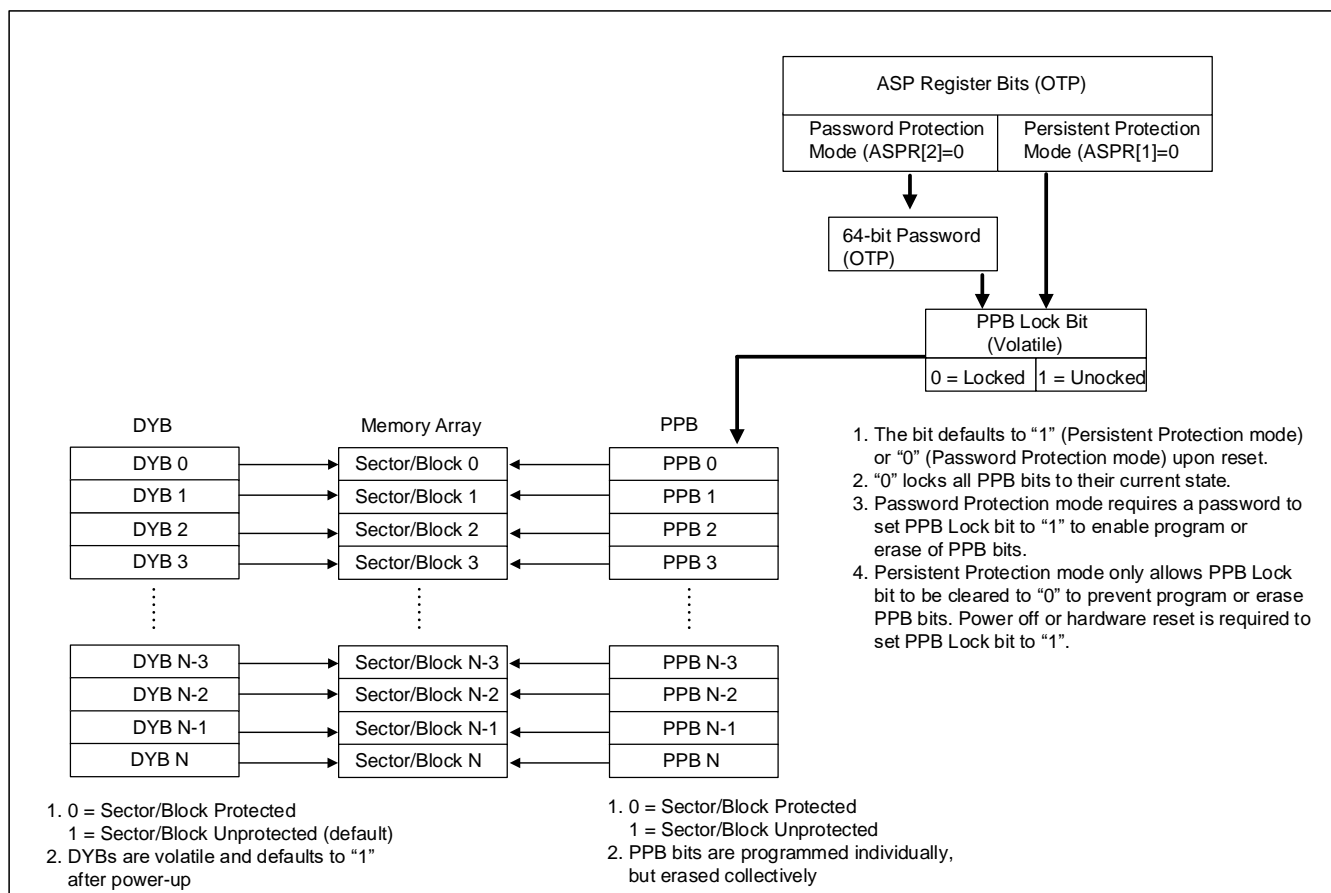 ASP Register Bits (OTP)
Password Protection
Mode (ASPR[2]=0
Persistent Protection
Mode (ASPR[1]=0
64-bit Password
(OTP)
PPB Lock Bit
(Volatile)
0 = Locked
1 = Unocked
1. The bit defaults to “1” (Persistent Protection mode)
or “0” (Password Protection mode) upon reset.
2. “0” locks all PPB bits to their current state.
3. Password Protection mode requires a password to
set PPB Lock bit to “1” to enable program or
erase of PPB bits.
4. Persistent Protection mode only allows PPB Lock
bit to be cleared to “0” to prevent program or erase
PPB bits. Power off or hardware reset is required to
set PPB Lock bit to “1”.
DYB Memory Array PPB
DYB 0 Sector/Block 0 PPB 0
DYB 1 Sector/Block 1 PPB 1
DYB 2 Sector/Block 2 PPB 2
DYB 3 Sector/Block 3 PPB 3
DYB N-3 Sector/Block N-3 PPB N-3
DYB N-2 Sector/Block N-2 PPB N-2
DYB N-1 Sector/Block N-1 PPB N-1
DYB N Sector/Block N PPB N
1. 0 = Sector/Block Protected
1 = Sector/Block Unprotected (default)
2. DYBs are volatile and defaults to “1”
after power-up
1. 0 = Sector/Block Protected
1 = Sector/Block Unprotected
2. PPB bits are programmed individually,
but erased collectively